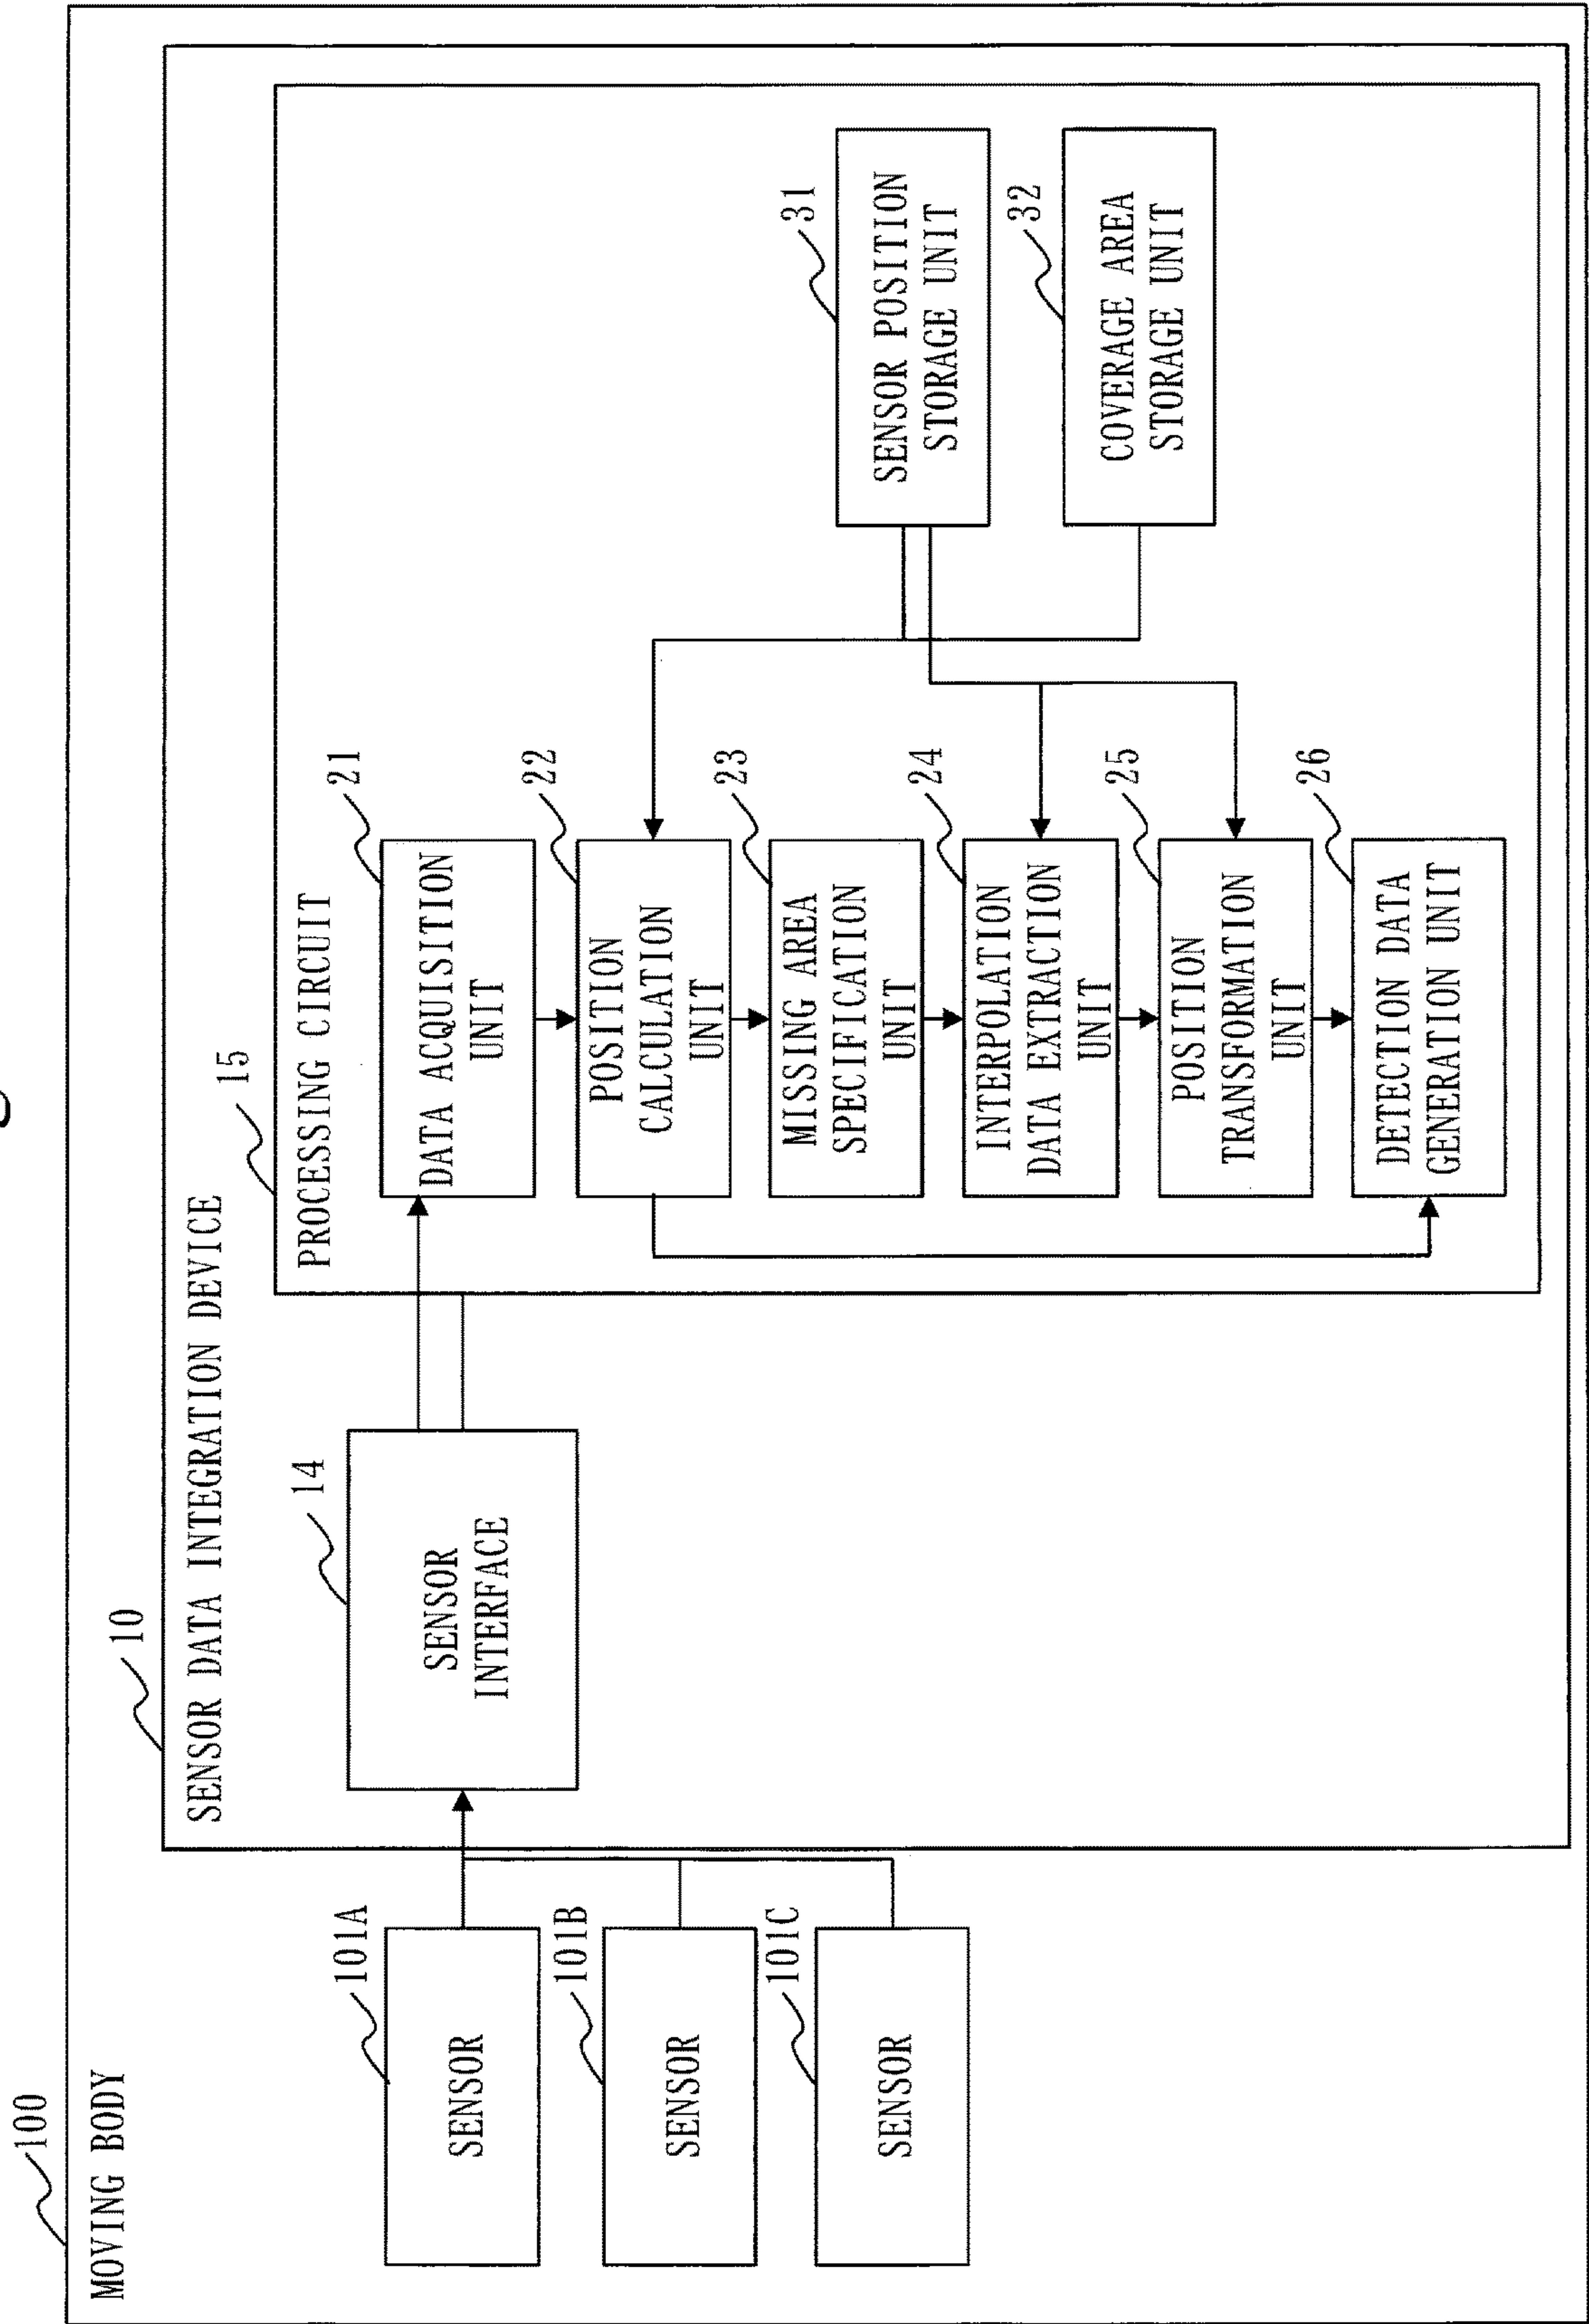 100
MOVING BODY
10
SENSOR DATA INTEGRATION DEVICE
15
PROCESSING CIRCUIT
101A
SENSOR
101B
SENSOR
101C
SENSOR
14
SENSOR
INTERFACE
21
DATA ACQUISITION
UNIT
22
POSITION
CALCULATION
UNIT
23
MISSING AREA
SPECIFICATION
UNIT
24
INTERPOLATION
DATA EXTRACTION
UNIT
25
POSITION
TRANSFORMATION
UNIT
26
DETECTION DATA
GENERATION UNIT
31
SENSOR POSITION
STORAGE UNIT
32
COVERAGE AREA
STORAGE UNIT